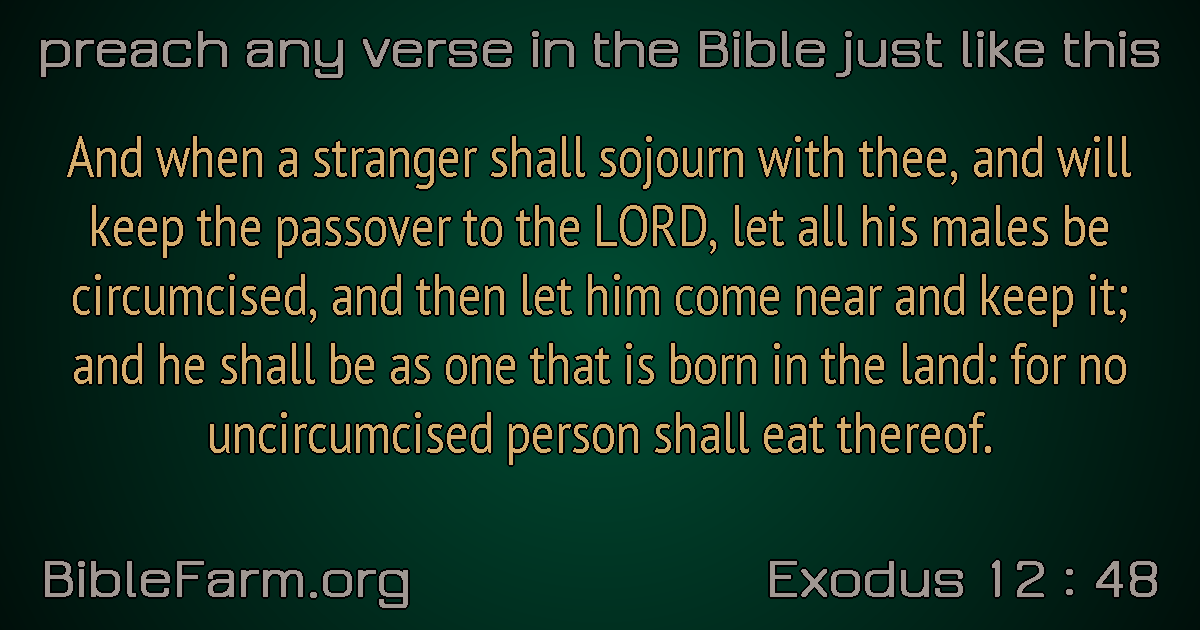 preach any verse in the Bible just like this
And when a stranger shall sojourn with thee, and will
keep the passover to the LORD, let all his males be
circumcised, and then let him come near and keep it;
and he shall be as one that is born in the land: for no
uncircumcised person shall eat thereof.
BibleFarm.org
Exodus 12 : 48